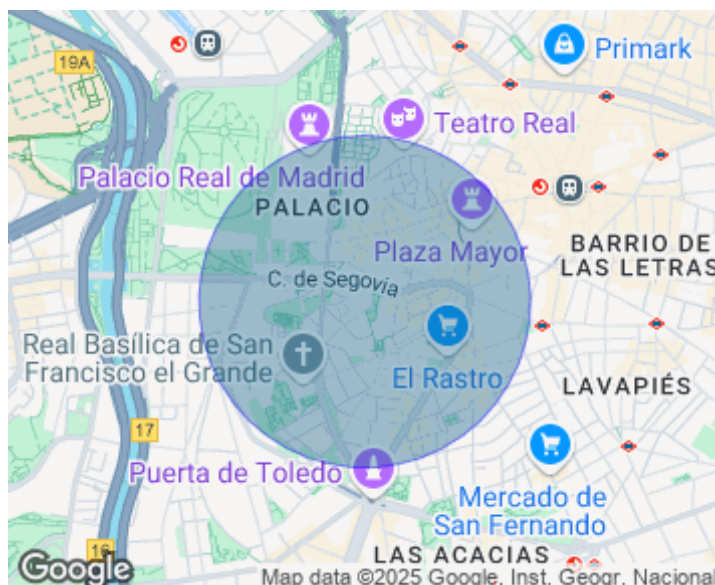 19A
Primark
Teatro Real
Palacio Real de Madrid
PALACIO
Plaza Mayor
BARRIO DE
LAS LETRAS
C. de Segovia
Real Basílica de San
Francisco el Grande
El Rastro
LAVAPIÉS
17
Puerta de Toledo
Mercado de
San Fernando
16
LAS ACACIAS
Google
Map data ©2025 Google, Inst. Geogr. Nacional